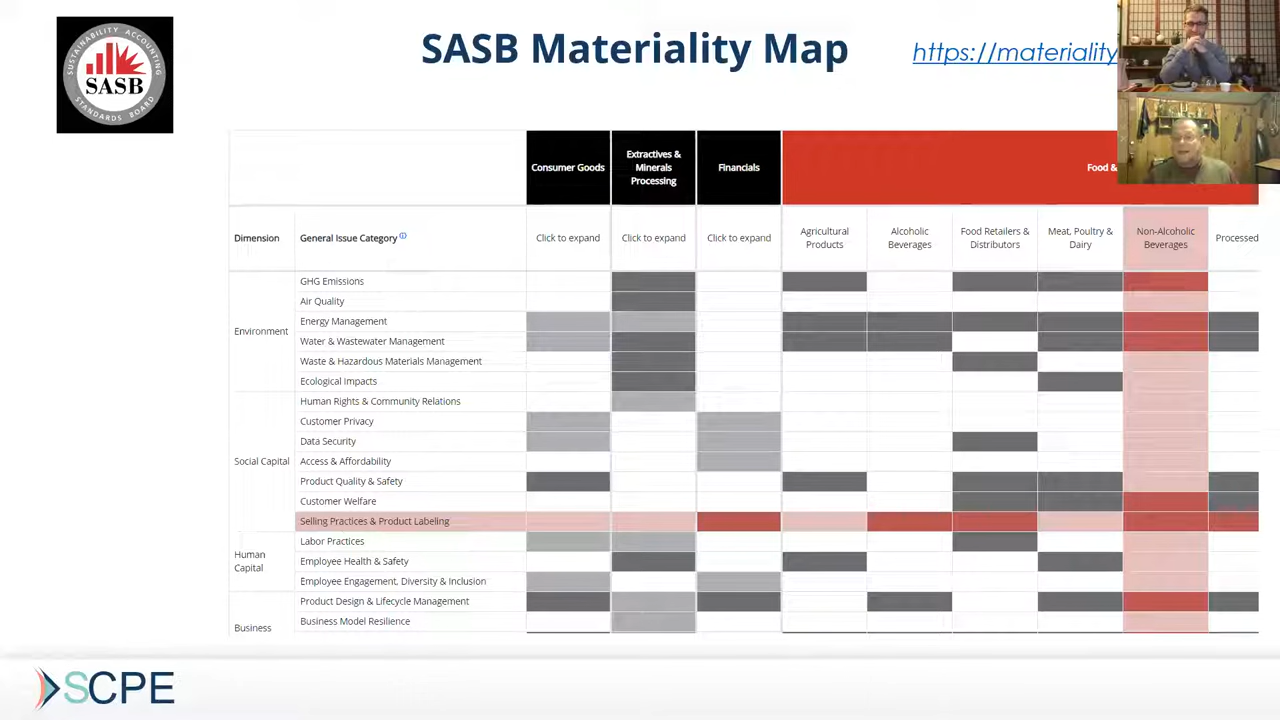 SUSTAINABILITY ACCOUNTING
SASB
STANDARDS BOARD
SASB Materiality Map
https://materiality
Consumer Goods
Extractives &
Minerals
Processing
Financials
Food &
Dimension
General Issue Category
Click to expand
Click to expand
Click to expand
Agricultural
Products
Alcoholic
Beverages
Food Retailers &
Distributors
Meat, Poultry &
Dairy
Non-Alcoholic
Beverages
Processed
Environment
GHG Emissions
Air Quality
Energy Management
Water & Wastewater Management
Waste & Hazardous Materials Management
Ecological Impacts
Social Capital
Human Rights & Community Relations
Customer Privacy
Data Security
Access & Affordability
Product Quality & Safety
Customer Welfare
Selling Practices & Product Labeling
Human
Capital
Labor Practices
Employee Health & Safety
Employee Engagement, Diversity & Inclusion
Business
Product Design & Lifecycle Management
Business Model Resilience
SCPE